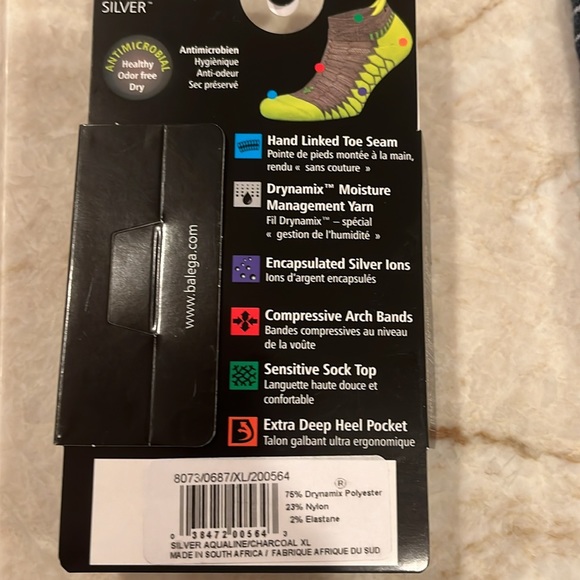 SILVER™
ANTIMICROBIAL
Healthy
Odor free
Dry
Antimicrobien
Hygiènique
Anti-odeur
Sec préservé
Hand Linked Toe Seam
Pointe de pieds montée à la main,
rendu « sans couture »
Drynamix™ Moisture
Management Yarn
Fil Drynamix™ – spécial
« gestion de l'humidité »
Encapsulated Silver Ions
Ions d'argent encapsulés
Compressive Arch Bands
Bandes compressives au niveau
de la voûte
Sensitive Sock Top
Languette haute douce et
confortable
Extra Deep Heel Pocket
Talon galbant ultra ergonomique
www.balega.com
8073/0687/XL/200564
®
75% Drynamix Polyester
23% Nylon
2% Elastane
0 38472 00564 3
SILVER AQUALINE/CHARCOAL XL
MADE IN SOUTH AFRICA / FABRIQUE AFRIQUE DU SUD